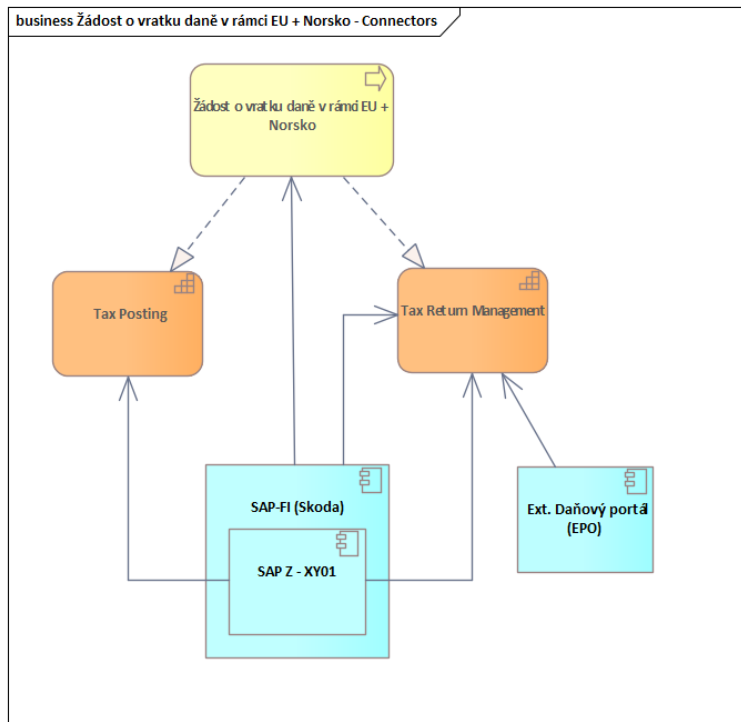 business Žádost o vratku daně v rámci EU + Norsko - Connectors
Žádost o vratku daně v rámci EU +
Norsko
Tax Posting
Tax Return Management
SAP-FI (Skoda)
SAP Z - XY01
Ext. Daňový portál
(EPO)